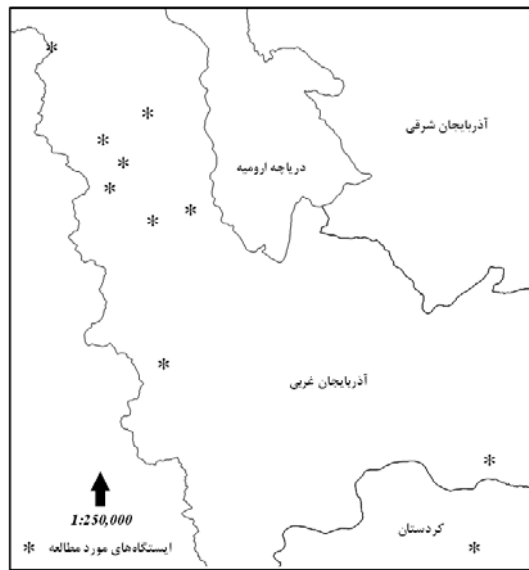 آذربایجان شرقی
دریاچه ارومیه
آذربایجان غربی
1:250,000
کردستان
ایستگاه‌های مورد مطالعه